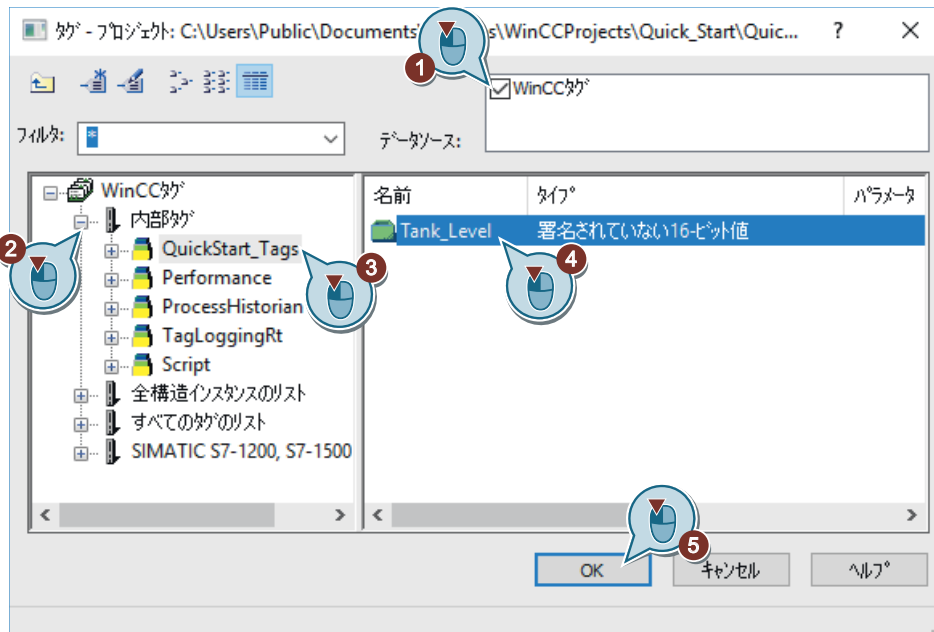 タグ - プロジェクト: C:\Users\Public\Docu s\WinCCProjects\Quick_Start\Quic... ? ×
1
WinCCタグ
フィルタ: *
データソース:
WinCCタグ
名前 タイプ パラメータ
内部タグ
Tank_Level 署名されていない16-ビット値
2
QuickStart_Tags
3
4
Performance
ProcessHistorian
TagLoggingRt
Script
全構造インスタンスのリスト
すべてのタグのリスト
SIMATIC S7-1200, S7-1500
5
OK キャンセル ヘルプ